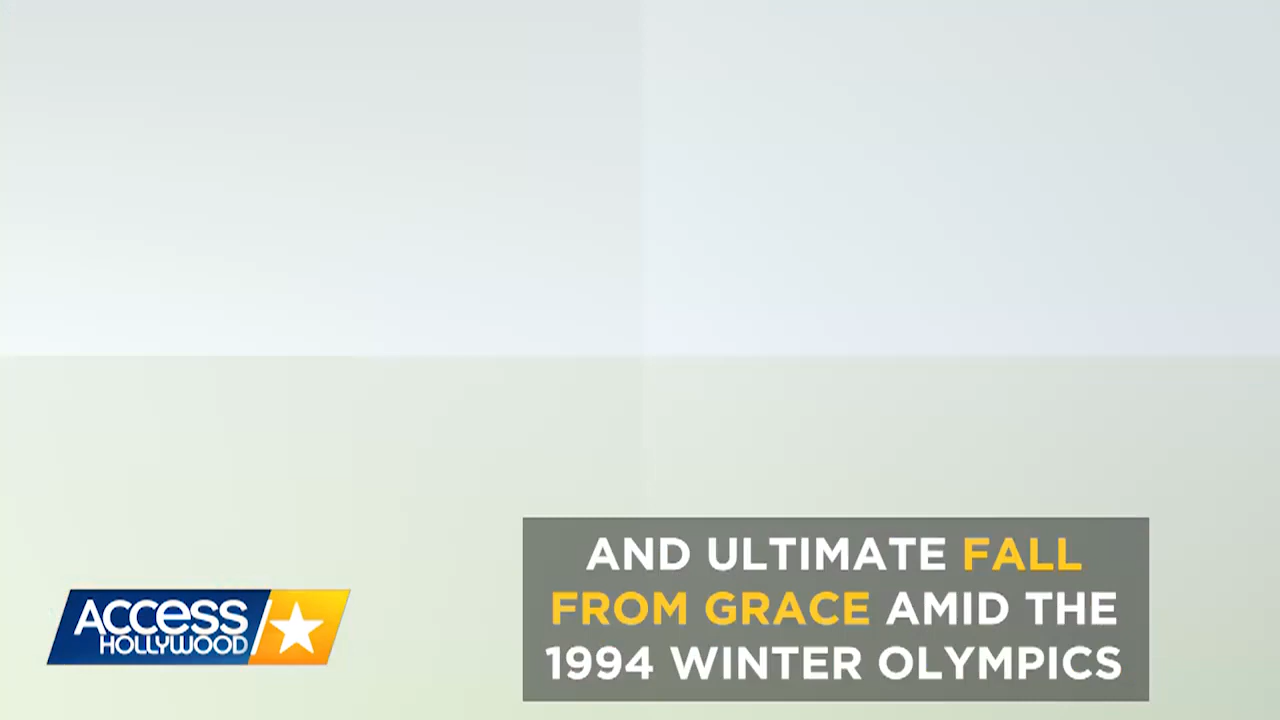 AND ULTIMATE FALL
FROM GRACE AMID THE
1994 WINTER OLYMPICS
ACCESS
HOLLYWOOD